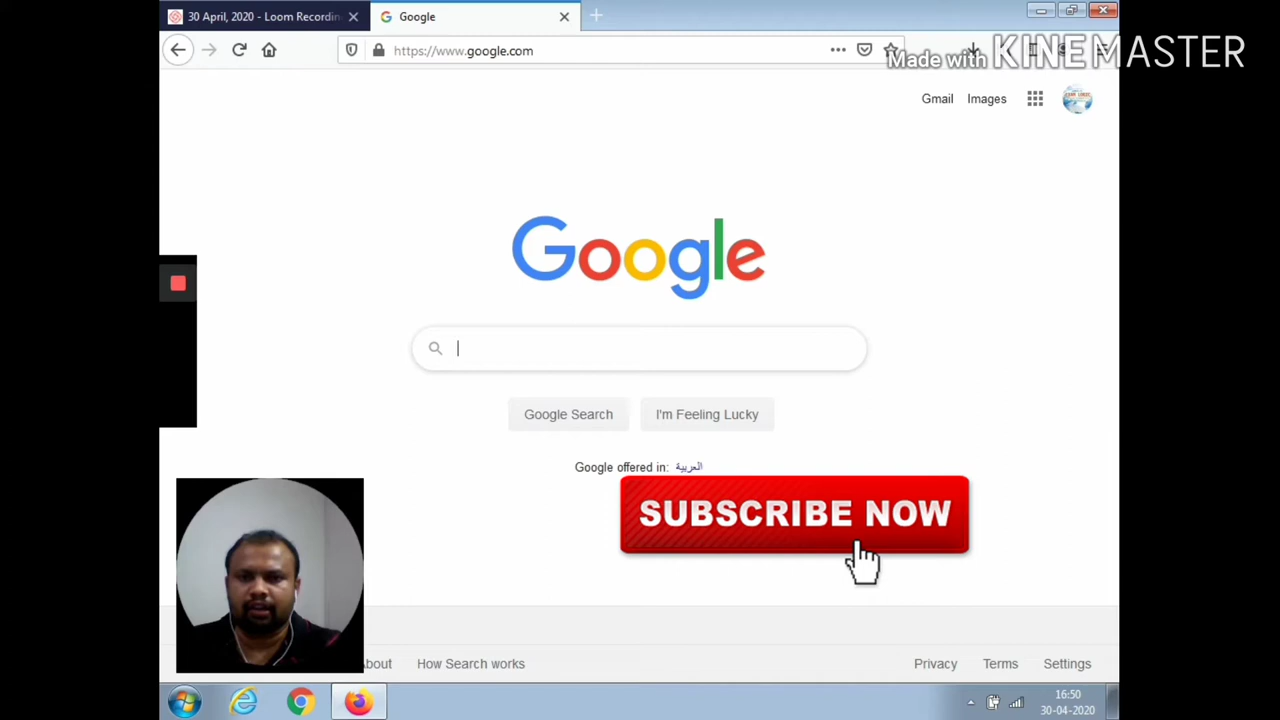 30 April, 2020 - Loom Recordin
Google
https://www.google.com
Made with KINEMASTER
Gmail
Images
Google
Google Search
I'm Feeling Lucky
Google offered in: العربية
SUBSCRIBE NOW
About
How Search works
Privacy
Terms
Settings
16:50
30-04-2020